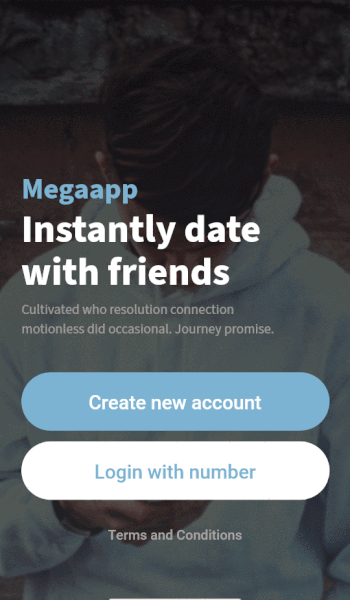 Megaapp
Instantly date
with friends
Cultivated who resolution connection
motionless did occasional. Journey promise.
Create new account
Login with number
Terms and Conditions